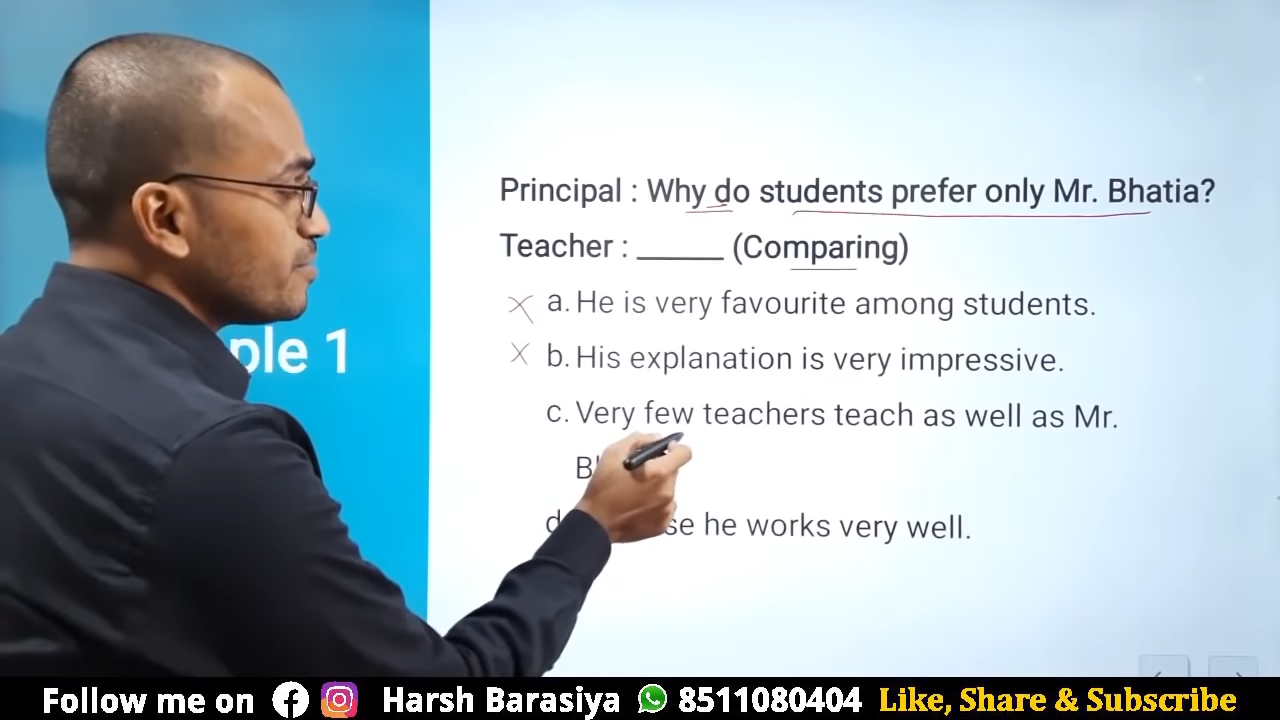 ple 1
Principal : Why do students prefer only Mr. Bhatia?
Teacher : ______ (Comparing)
a. He is very favourite among students.
b. His explanation is very impressive.
c. Very few teachers teach as well as Mr.
d. he works very well.
Follow me on Harsh Barasiya 8511080404 Like, Share & Subscribe